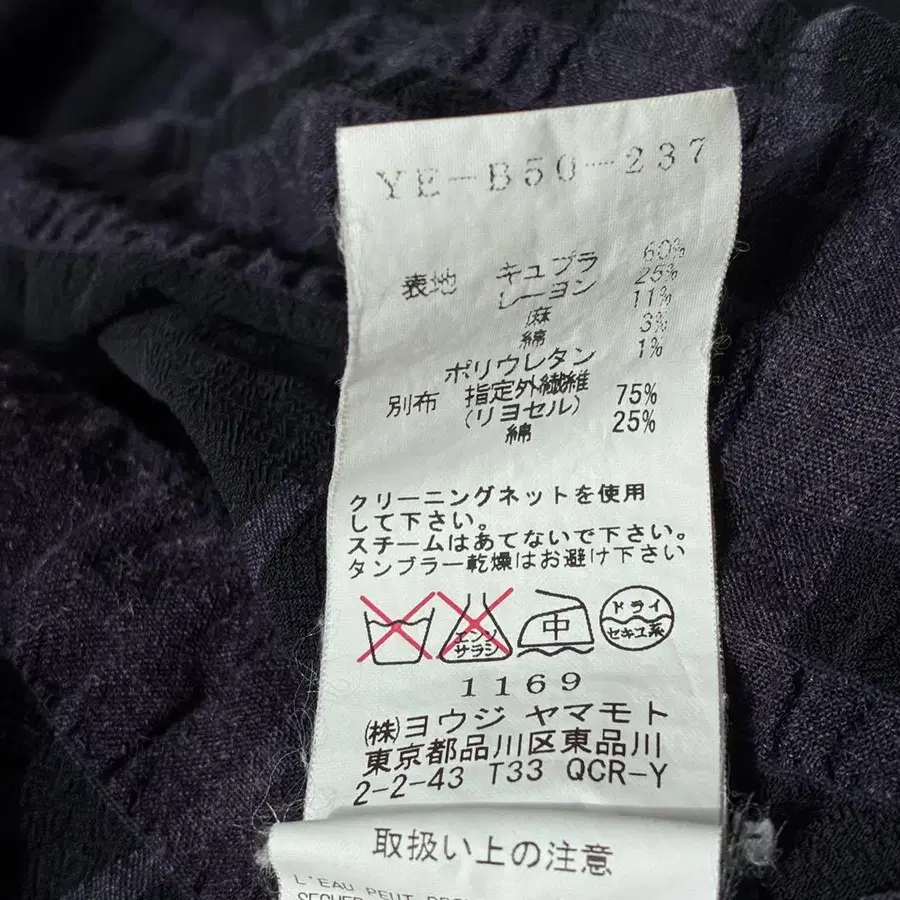 YE-B50-237
表地 キュプラ 60%
レーヨン 25%
麻 11%
綿 3%
ポリウレタン 1%
別布 指定外繊維
(リヨセル) 75%
綿 25%
クリーニングネットを使用
して下さい。
スチームはあてないで下さい。
タンブラー乾燥はお避け下さい
エンソ
サラシ
中
ドライ
セキユ系
1169
(株)ヨウジ ヤマモト
東京都品川区東品川
2-2-43 T33 QCR-Y
取扱い上の注意
L'EAU PEUT